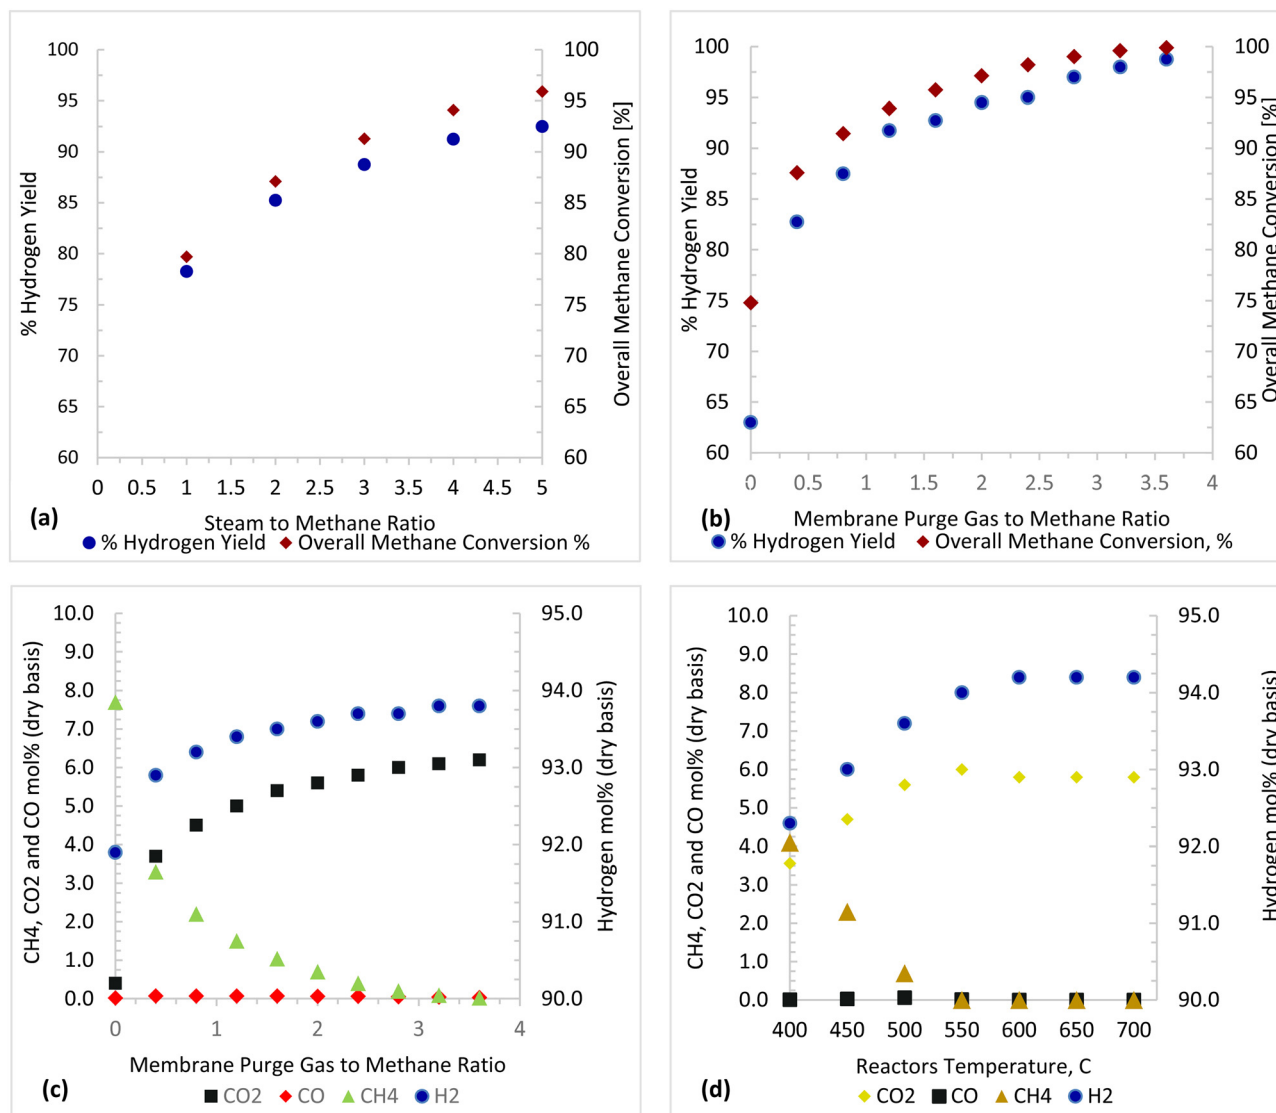 100 100 100 100
95 95 95 95
90 90 90 90
85 85 85 85
80 80 80 80
75 75 75 75
70 70 70 70
65 65 65 65
60 60 60 60
% Hydrogen Yield
Overall Methane Conversion [%]
% Hydrogen Yield
Overall Methane Conversion [%]
0 0.5 1 1.5 2 2.5 3 3.5 4 4.5 5
0 0.5 1 1.5 2 2.5 3 3.5 4
(a) Steam to Methane Ratio
(b) Membrane Purge Gas to Methane Ratio
% Hydrogen Yield Overall Methane Conversion %
% Hydrogen Yield Overall Methane Conversion, %
10.0 95.0 10.0 95.0
9.0 9.0
8.0 94.0 8.0 94.0
7.0 7.0
6.0 93.0 6.0 93.0
5.0 5.0
4.0 92.0 4.0 92.0
3.0 3.0
2.0 91.0 2.0 91.0
1.0 1.0
0.0 90.0 0.0 90.0
CH4, CO2 and CO mol% (dry basis)
Hydrogen mol% (dry basis)
CH4, CO2 and CO mol% (dry basis)
Hydrogen mol% (dry basis)
0 1 2 3 4
400 450 500 550 600 650 700
Membrane Purge Gas to Methane Ratio
Reactors Temperature, C
(c) CO2 CO CH4 H2
(d) CO2 CO CH4 H2